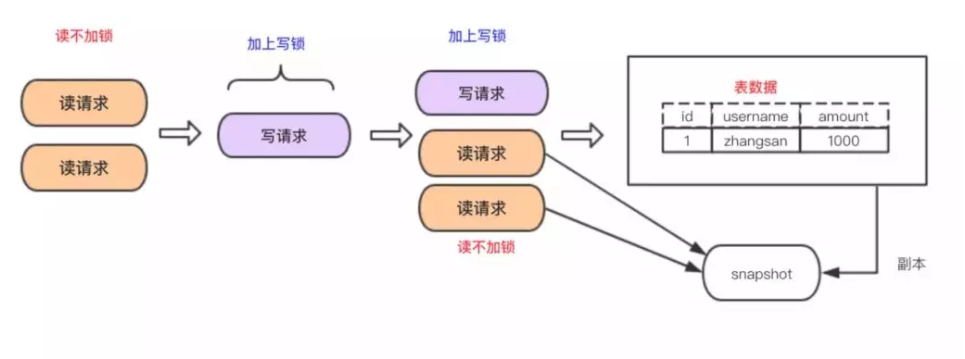 读不加锁
读请求
读请求
加上写锁
写请求
加上写锁
写请求
读请求
读请求
读不加锁
表数据
id username amount
1 zhangsan 1000
snapshot
副本